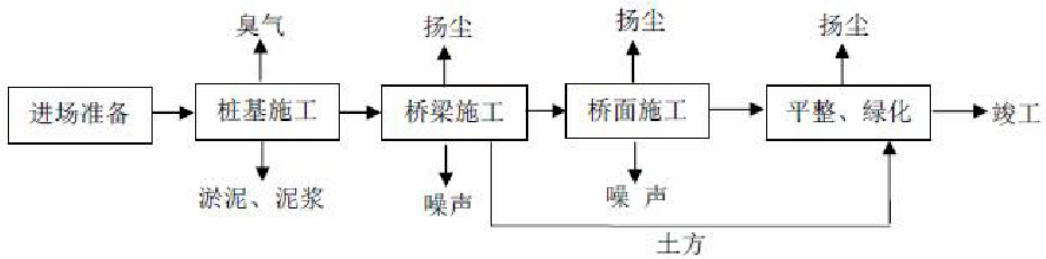 臭气 扬尘 扬尘 扬尘
进场准备 桩基施工 桥梁施工 桥面施工 平整、绿化 竣工
淤泥、泥浆 噪声 噪 声
土方